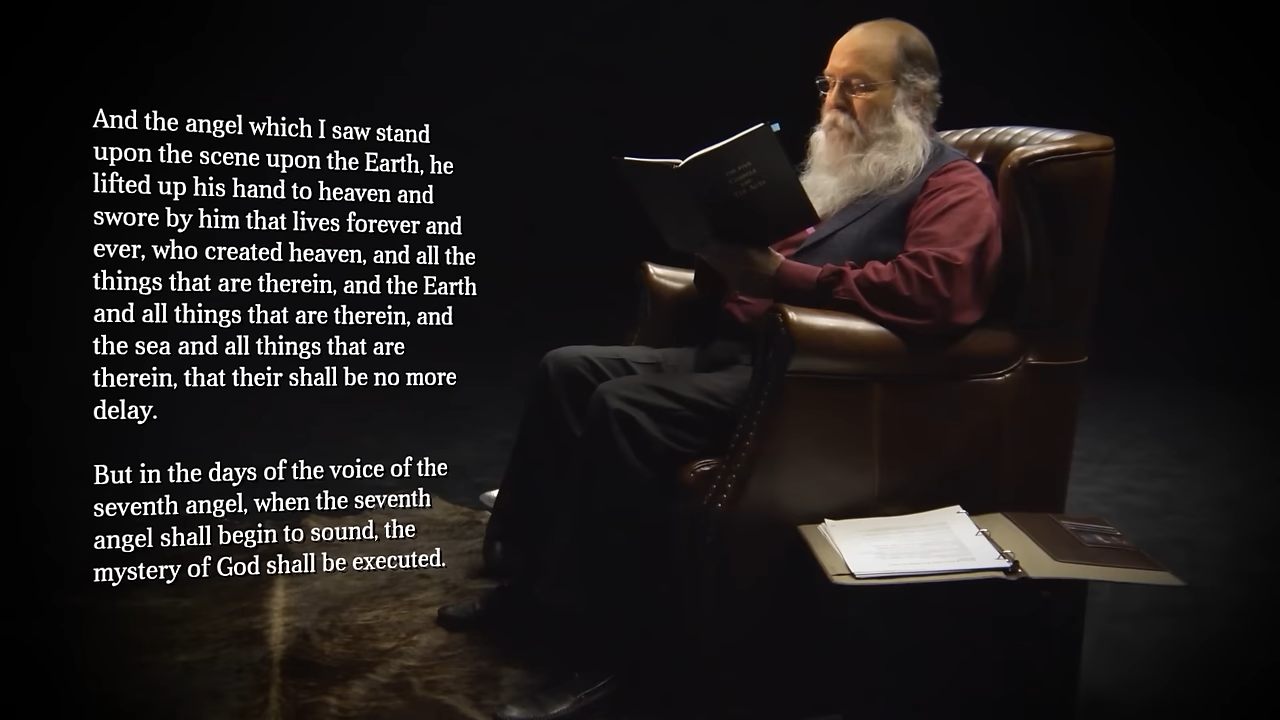 And the angel which I saw stand
upon the scene upon the Earth, he
lifted up his hand to heaven and
swore by him that lives forever and
ever, who created heaven, and all the
things that are therein, and the Earth
and all things that are therein, and
the sea and all things that are
therein, that their shall be no more
delay.
But in the days of the voice of the
seventh angel, when the seventh
angel shall begin to sound, the
mystery of God shall be executed.